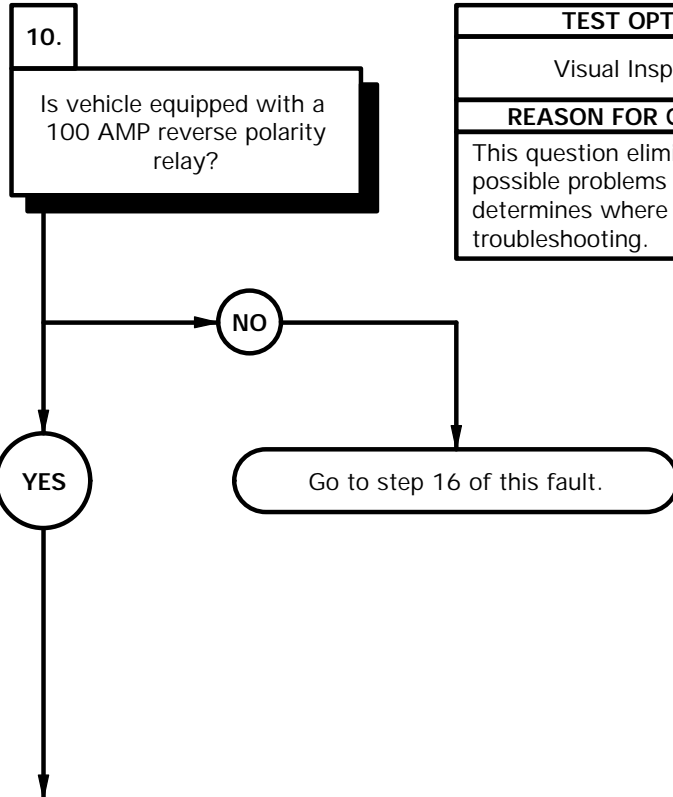 10.
Is vehicle equipped with a
100 AMP reverse polarity
relay?
TEST OPT
Visual Insp
REASON FOR
This question elim
possible problems
determines where
troubleshooting.
NO
YES
Go to step 16 of this fault.